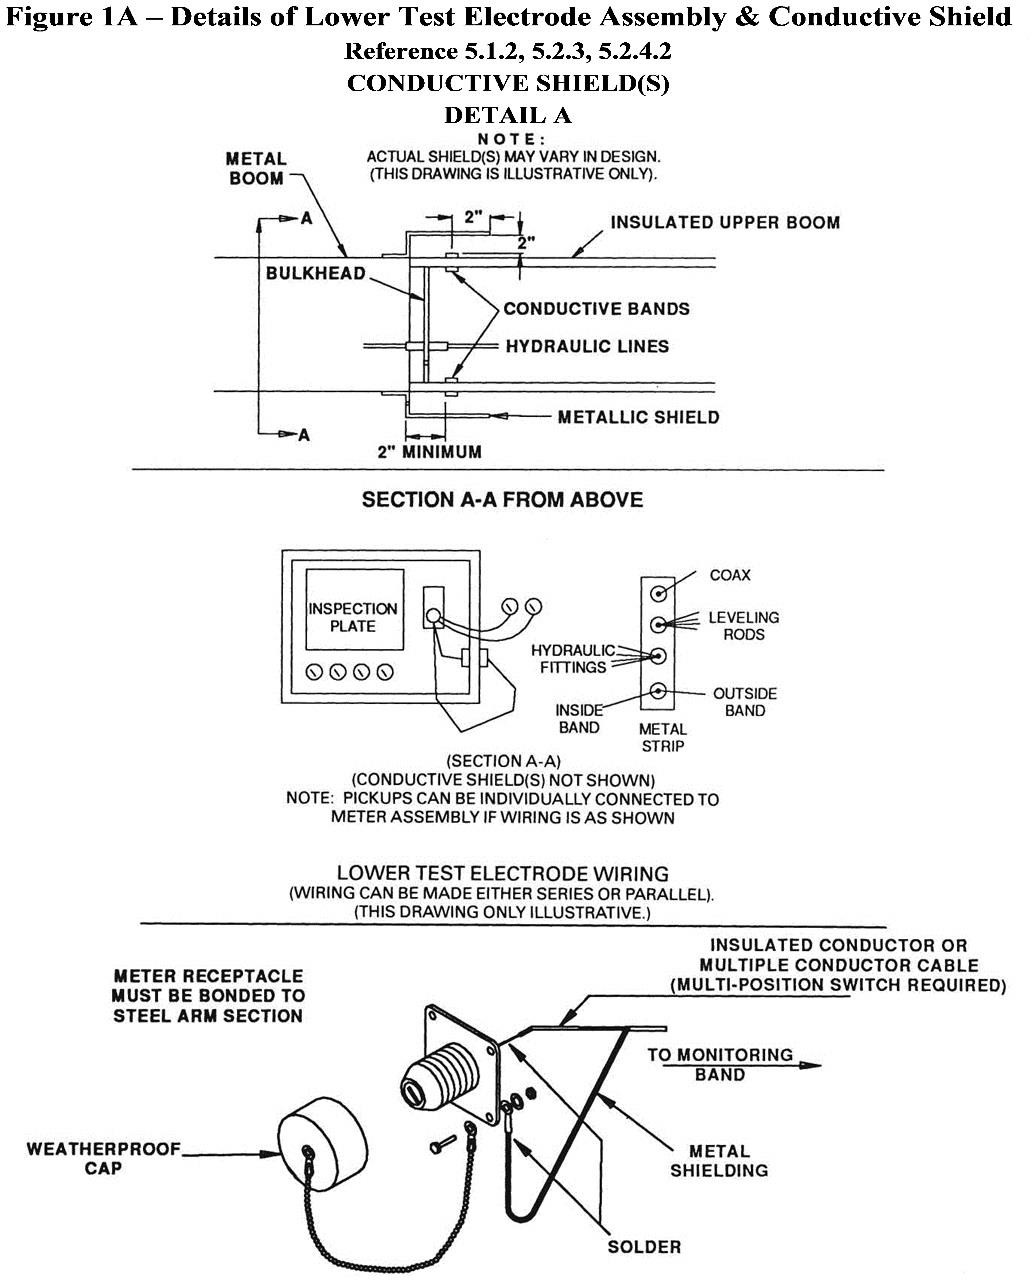 Figure 1A – Details of Lower Test Electrode Assembly & Conductive Shield
Reference 5.1.2, 5.2.3, 5.2.4.2
CONDUCTIVE SHIELD(S)
DETAIL A
NOTE:
ACTUAL SHIELD(S) MAY VARY IN DESIGN.
(THIS DRAWING IS ILLUSTRATIVE ONLY).
METAL
BOOM
A
2"
INSULATED UPPER BOOM
2"
BULKHEAD
CONDUCTIVE BANDS
HYDRAULIC LINES
METALLIC SHIELD
A
2" MINIMUM
SECTION A-A FROM ABOVE
INSPECTION
PLATE
COAX
LEVELING
RODS
HYDRAULIC
FITTINGS
INSIDE
BAND
OUTSIDE
BAND
METAL
STRIP
(SECTION A-A)
(CONDUCTIVE SHIELD(S) NOT SHOWN)
NOTE: PICKUPS CAN BE INDIVIDUALLY CONNECTED TO
METER ASSEMBLY IF WIRING IS AS SHOWN
LOWER TEST ELECTRODE WIRING
(WIRING CAN BE MADE EITHER SERIES OR PARALLEL).
(THIS DRAWING ONLY ILLUSTRATIVE.)
METER RECEPTACLE
MUST BE BONDED TO
STEEL ARM SECTION
INSULATED CONDUCTOR OR
MULTIPLE CONDUCTOR CABLE
(MULTI-POSITION SWITCH REQUIRED)
TO MONITORING
BAND
WEATHERPROOF
CAP
METAL
SHIELDING
SOLDER